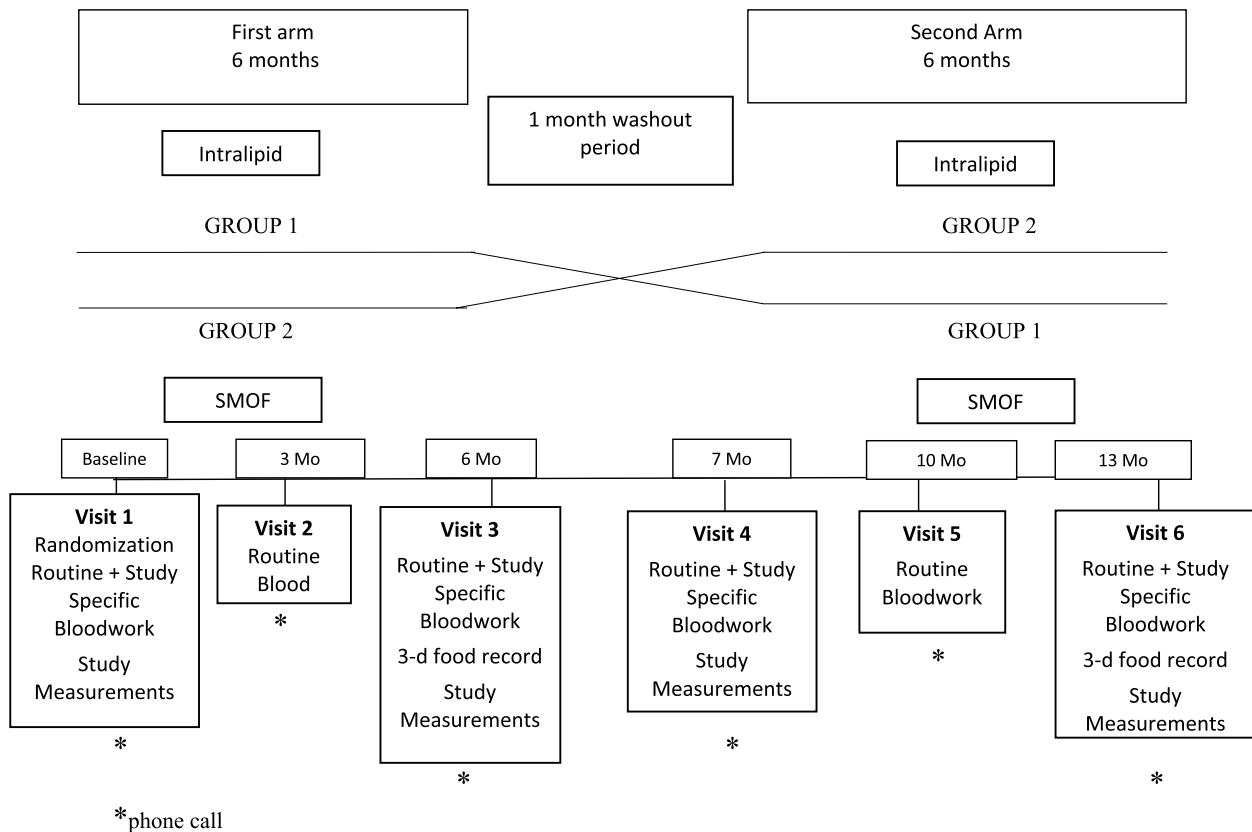 First arm
6 months
Second Arm
6 months
1 month washout
period
Intralipid
Intralipid
GROUP 1
GROUP 2
GROUP 2
GROUP 1
SMOF
SMOF
Baseline
3 Mo
6 Mo
7 Mo
10 Mo
13 Mo
Visit 1
Randomization
Routine + Study
Specific
Bloodwork
Study
Measurements
*
Visit 2
Routine
Blood
*
Visit 3
Routine + Study
Specific
Bloodwork
3-d food record
Study
Measurements
*
Visit 4
Routine + Study
Specific
Bloodwork
Study
Measurements
*
Visit 5
Routine
Bloodwork
*
Visit 6
Routine + Study
Specific
Bloodwork
3-d food record
Study
Measurements
*
*phone call